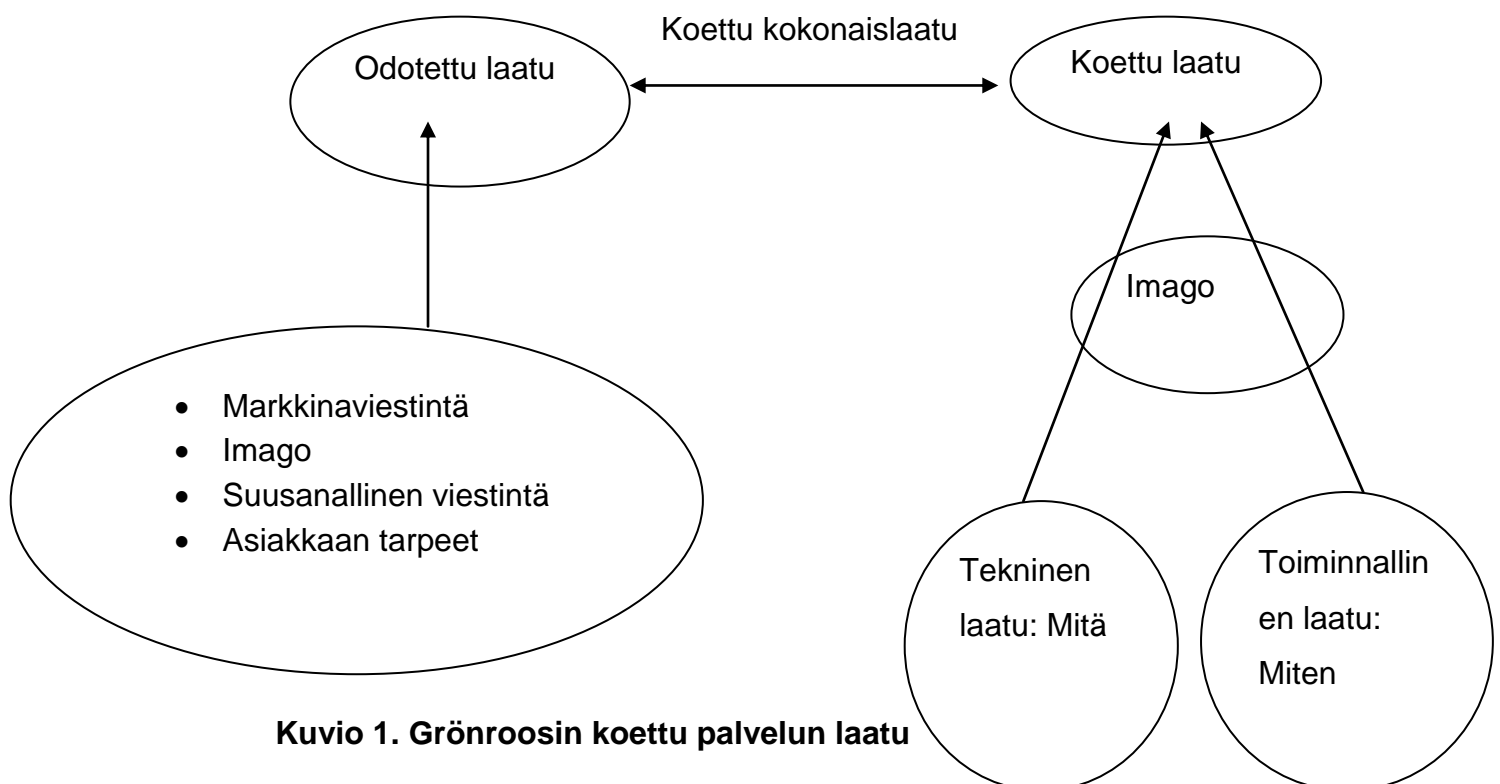 Koettu kokonaislaatu
Odotettu laatu
Koettu laatu
Imago
• Markkinaviestintä
• Imago
• Suusanallinen viestintä
• Asiakkaan tarpeet
Tekninen
laatu: Mitä
Toiminnallin
en laatu:
Miten
Kuvio 1. Grönroosin koettu palvelun laatu